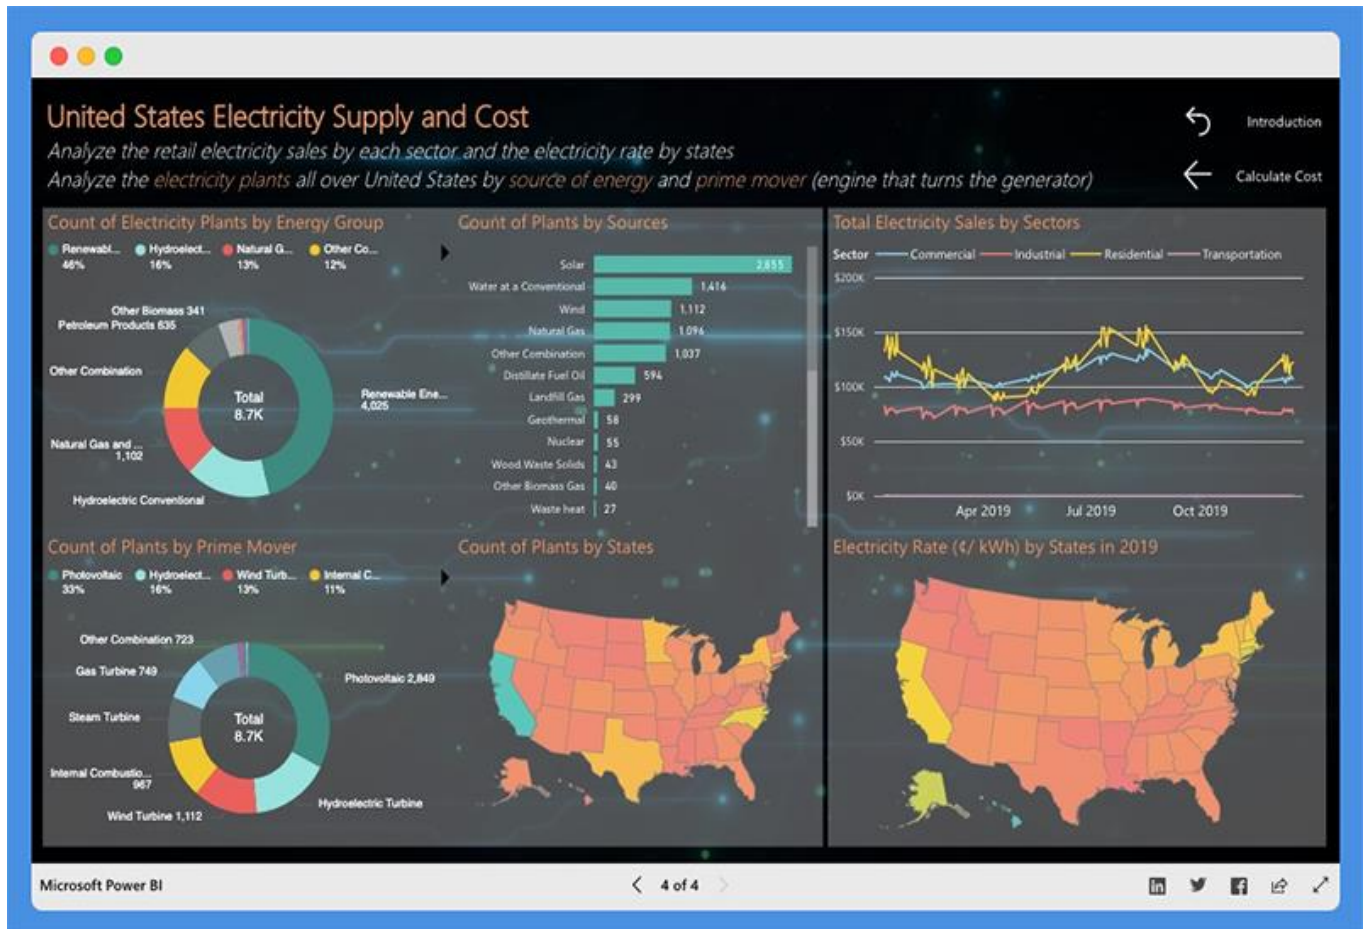 United States Electricity Supply and Cost
Analyze the retail electricity sales by each sector and the electricity rate by states
Analyze the electricity plants all over United States by source of energy and prime mover (engine that turns the generator)
Introduction
Calculate Cost
Count of Electricity Plants by Energy Group
Renewabl... Hydroelect... Natural G... Other Co...
46% 16% 13% 12%
Other Biomass 341
Petroleum Products 635
Other Combination
Total
8.7K
Renewable Ene...
4,025
Natural Gas and ...
1,102
Hydroelectric Conventional
Count of Plants by Sources
Solar 2,855
Water at a Conventional 1,416
Wind 1,112
Natural Gas 1,096
Other Combination 1,037
Distillate Fuel Oil 594
Landfill Gas 299
Geothermal 58
Nuclear 55
Wood Waste Solids 43
Other Biomass Gas 40
Waste heat 27
Total Electricity Sales by Sectors
Sector Commercial Industrial Residential Transportation
$200K
$150K
$100K
$50K
$0K
Apr 2019 Jul 2019 Oct 2019
Count of Plants by Prime Mover
Photovoltaic Hydroelect... Wind Turb... Internal C...
33% 16% 13% 11%
Other Combination 723
Gas Turbine 749
Photovoltaic 2,849
Steam Turbine
Total
8.7K
Internal Combustio...
967
Hydroelectric Turbine
Wind Turbine 1,112
Count of Plants by States
Electricity Rate (¢/ kWh) by States in 2019
Microsoft Power BI
4 of 4